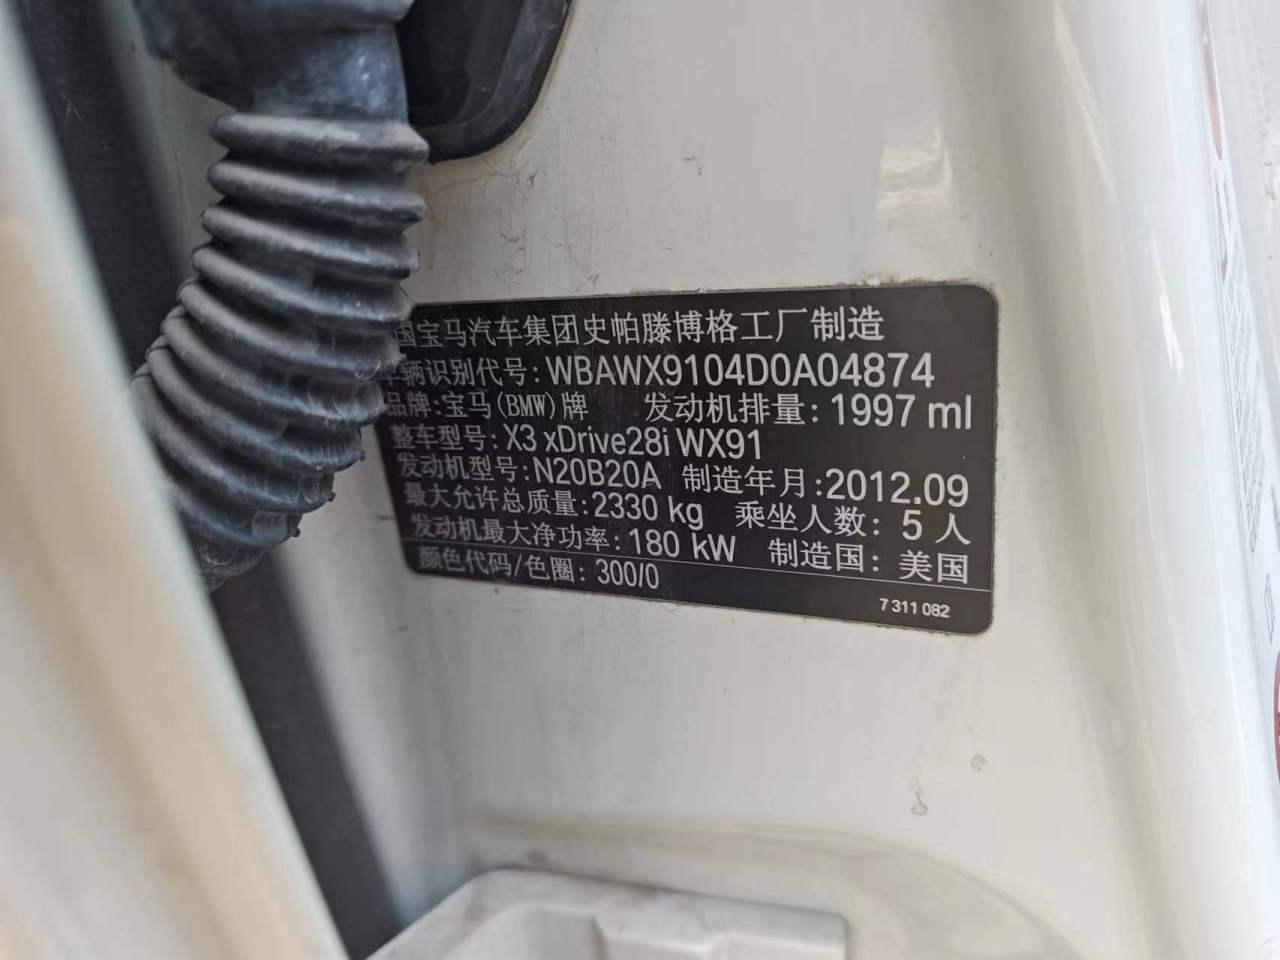 国宝马汽车集团史帕滕博格工厂制造
车辆识别代号:WBAWX9104D0A04874
品牌:宝马(BMW)牌 发动机排量:1997 ml
整车型号:X3 xDrive28i WX91
发动机型号:N20B20A 制造年月:2012.09
最大允许总质量:2330 kg 乘坐人数: 5 人
发动机最大净功率:180 kW 制造国: 美国
颜色代码/色圈: 300/0
7 311 082